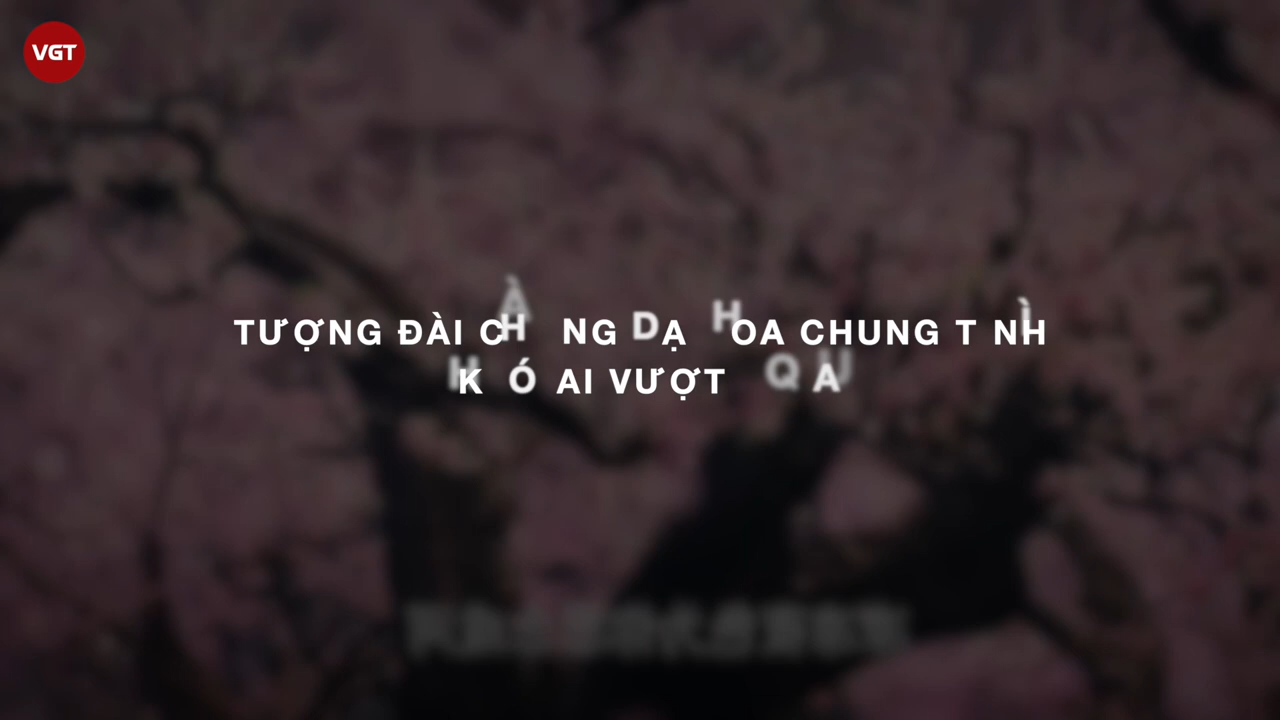 VGT
TƯỢNG ĐÀI CHÀNG DẠ HOA CHUNG TÌNH
KHÓ AI VƯỢT QUA